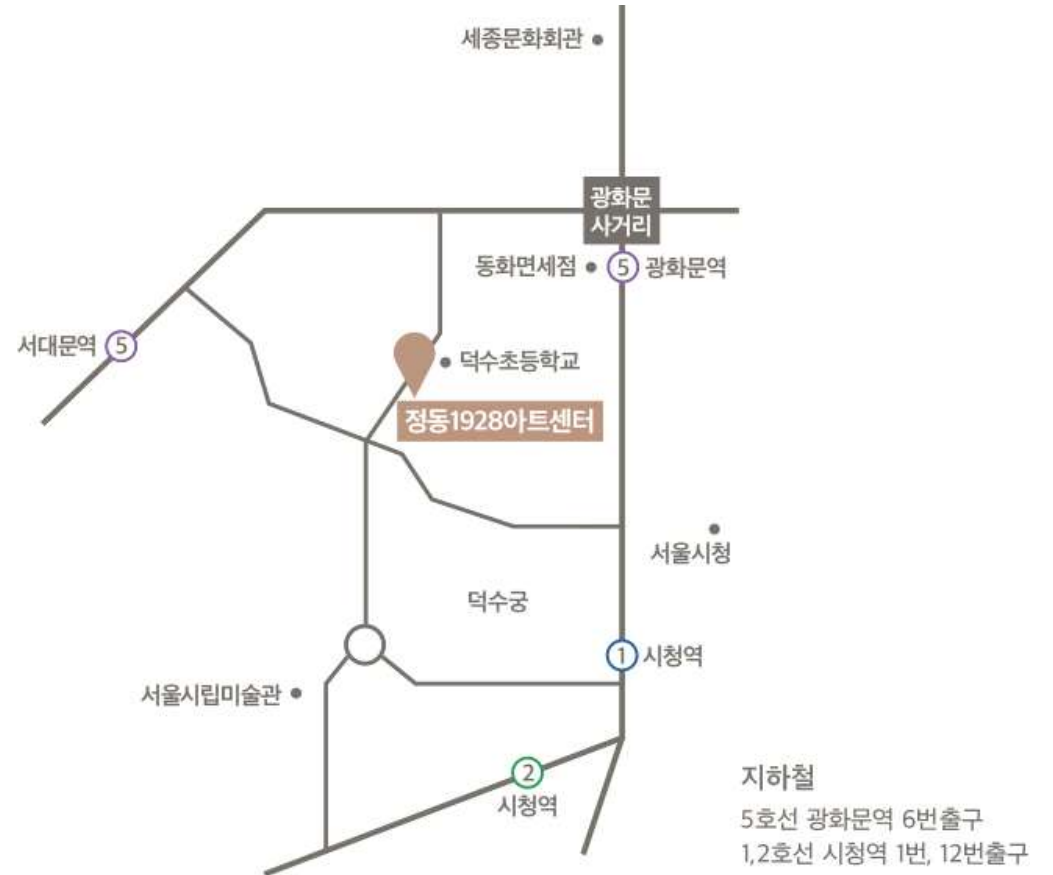 세종문화회관
광화문
사거리
동화면세점
5
광화문역
서대문역
5
덕수초등학교
정동1928아트센터
서울시청
덕수궁
1
시청역
서울시립미술관
2
시청역
지하철
5호선 광화문역 6번출구
1,2호선 시청역 1번, 12번출구